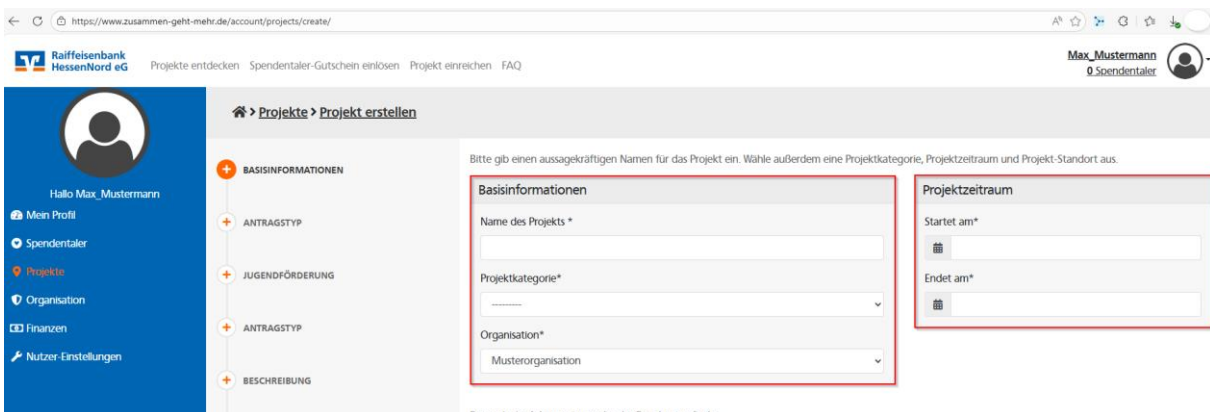 https://www.zusammen-geht-mehr.de/account/projects/create/
Raiffeisenbank
HessenNord eG
Projekte entdecken Spendentaler-Gutschein einlösen Projekt einreichen FAQ
Max_Mustermann
0 Spendentaler
Projekte > Projekt erstellen
Hallo Max_Mustermann
Mein Profil
Spendentaler
Projekte
Organisation
Finanzen
Nutzer-Einstellungen
BASISINFORMATIONEN
ANTRAGSTYP
JUGENDFÖRDERUNG
ANTRAGSTYP
BESCHREIBUNG
Bitte gib einen aussagekräftigen Namen für das Projekt ein. Wähle außerdem eine Projektkategorie, Projektzeitraum und Projekt-Standort aus.
Basisinformationen
Name des Projekts *
Projektkategorie*
---------
Organisation*
Musterorganisation
Projektzeitraum
Startet am*
Endet am*